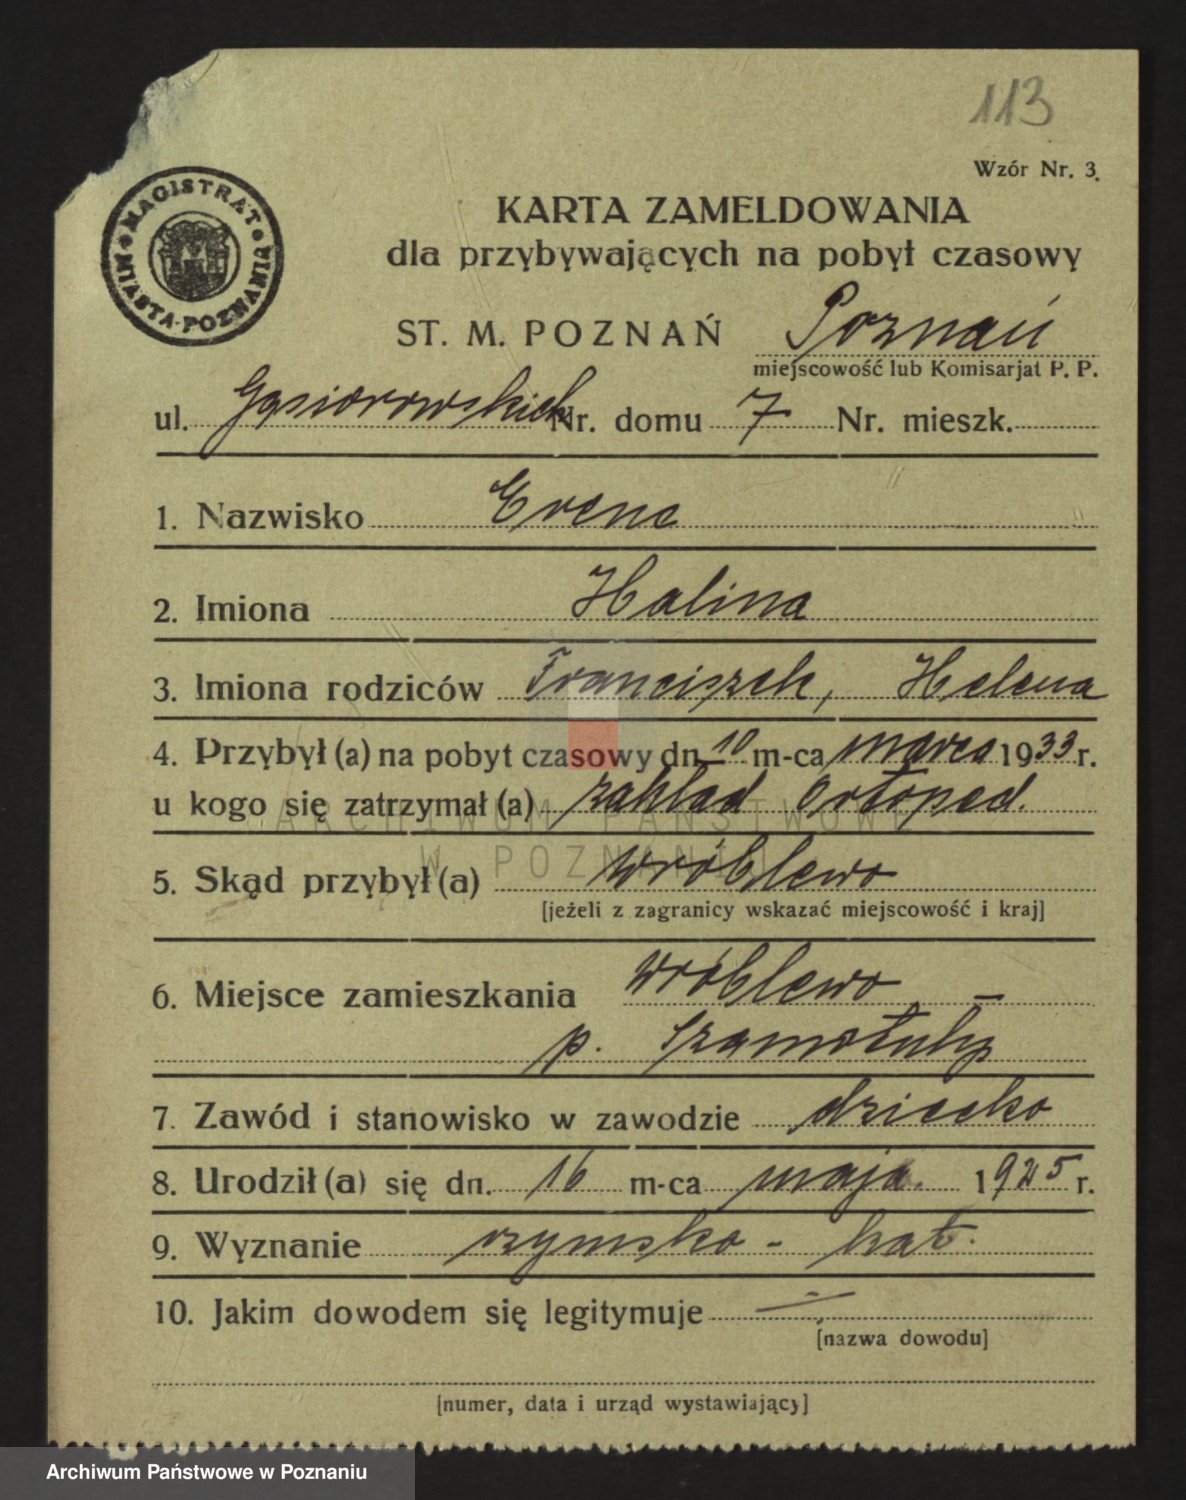 113
Wzór Nr. 3.
MAGISTRAT MIASTA POZNANIA
KARTA ZAMELDOWANIA
dla przybywających na pobyt czasowy
ST. M. POZNAŃ Poznań
miejscowość lub Komisarjat P. P.
ul. Gąsiorowskich Nr. domu 7 Nr. mieszk.
1. Nazwisko
2. Imiona Halina
3. Imiona rodziców Franciszek, Helena
4. Przybył (a) na pobyt czasowy dn. 10 m-ca marca 1933 r.
u kogo się zatrzymał (a) zakład ortoped.
ARCHIWUM PAŃSTWOWE
W POZNANIU
5. Skąd przybył (a) Wróblewo
[jeżeli z zagranicy wskazać miejscowość i kraj]
6. Miejsce zamieszkania Wróblewo –
p. Szamotuły
7. Zawód i stanowisko w zawodzie dziecko
8. Urodził (a) się dn. 16 m-ca maja 1925 r.
9. Wyznanie rzymsko - kat.
10. Jakim dowodem się legitymuje
[nazwa dowodu]
[numer, data i urząd wystawiający]
Archiwum Państwowe w Poznaniu